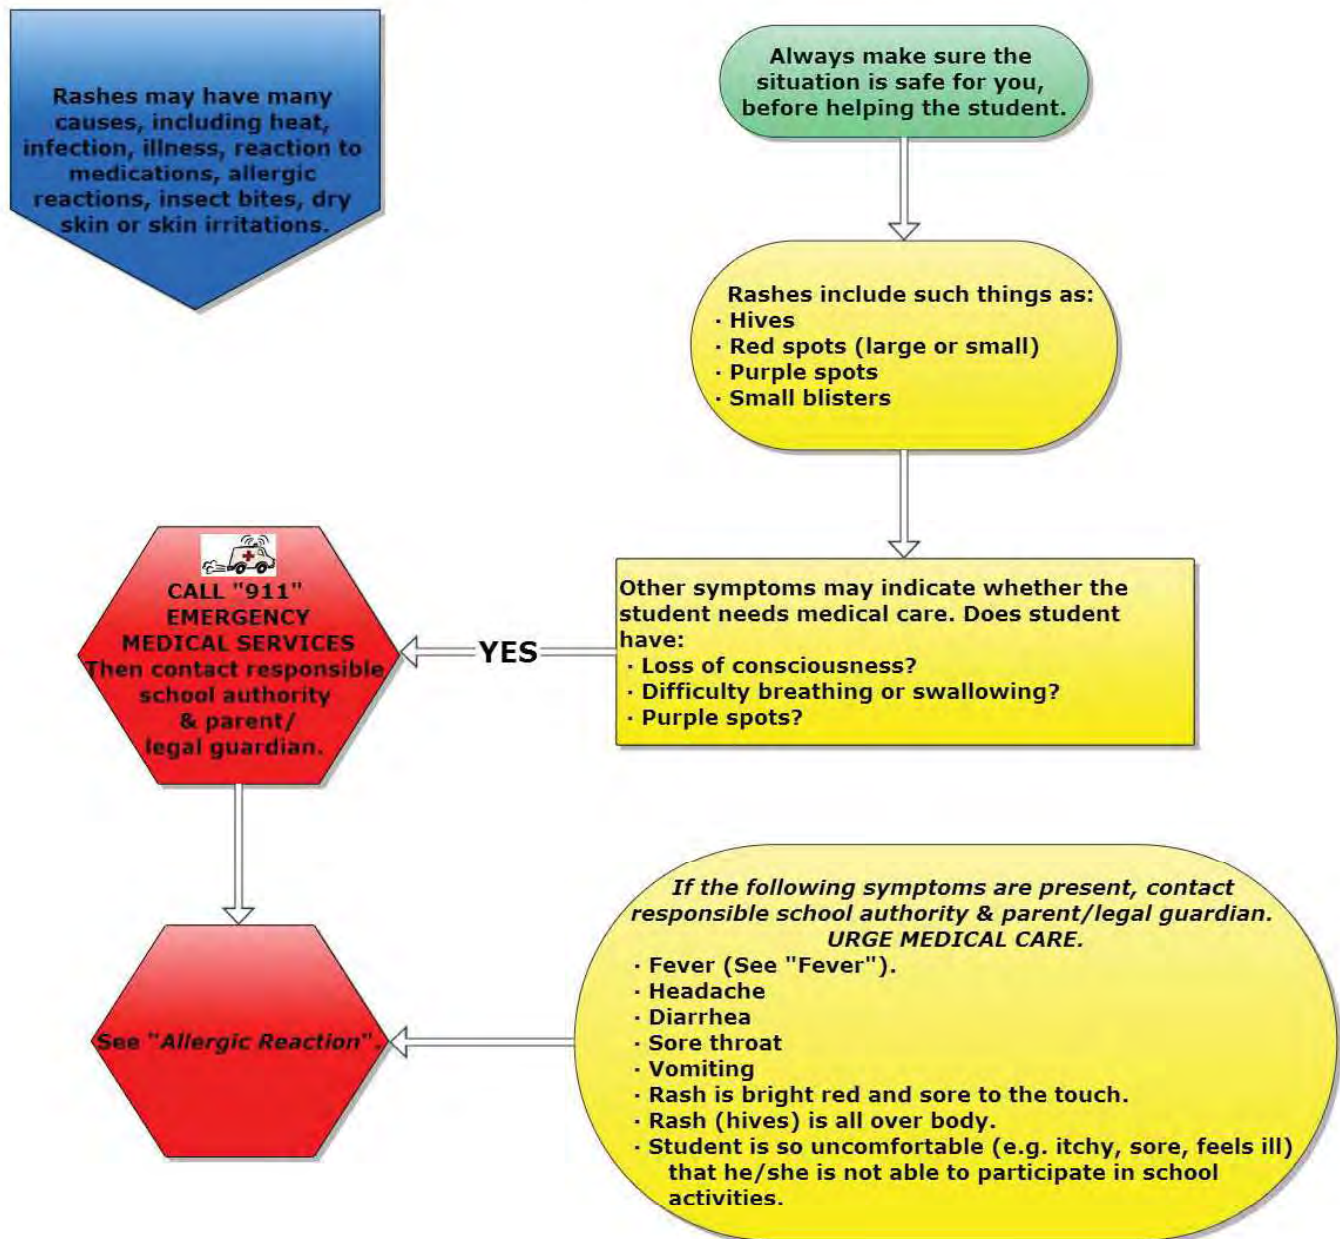 Rashes may have many
causes, including heat,
infection, illness, reaction to
medications, allergic
reactions, insect bites, dry
skin or skin irritations.
Always make sure the
situation is safe for you,
before helping the student.
Rashes include such things as:
· Hives
· Red spots (large or small)
· Purple spots
· Small blisters
Other symptoms may indicate whether the
student needs medical care. Does student
have:
· Loss of consciousness?
· Difficulty breathing or swallowing?
· Purple spots?
YES
CALL "911"
EMERGENCY
MEDICAL SERVICES
Then contact responsible
school authority
& parent/
legal guardian.
If the following symptoms are present, contact
responsible school authority & parent/legal guardian.
URGE MEDICAL CARE.
· Fever (See "Fever").
· Headache
· Diarrhea
· Sore throat
· Vomiting
· Rash is bright red and sore to the touch.
· Rash (hives) is all over body.
· Student is so uncomfortable (e.g. itchy, sore, feels ill)
that he/she is not able to participate in school
activities.
See "Allergic Reaction".